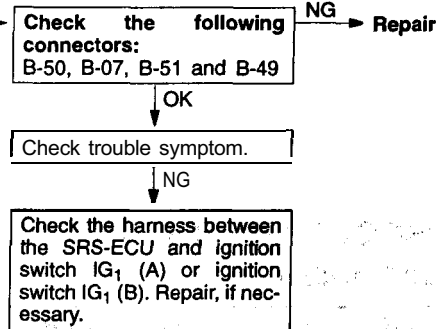 Check the following
connectors:
B-50, B-07, B-51 and B-49
NG
Repair
OK
Check trouble symptom.
NG
Check the harness between
the SRS-ECU and ignition
switch IG₁ (A) or ignition
switch IG₁ (B). Repair, if nec-
essary.